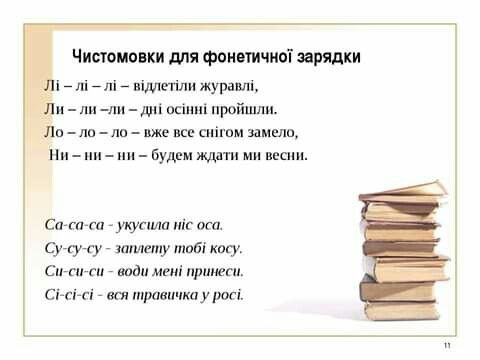 Чистомовки для фонетичної зарядки
Лі – лі – лі – відлетіли журавлі,
Ли – ли –ли – дні осінні пройшли.
Ло – ло – ло – вже все снігом замело,
Ни – ни – ни – будем ждати ми весни.
Са-са-са - укусила ніс оса.
Су-су-су - заплету тобі косу.
Си-си-си - води мені принеси.
Сі-сі-сі - вся травичка у росі.
11